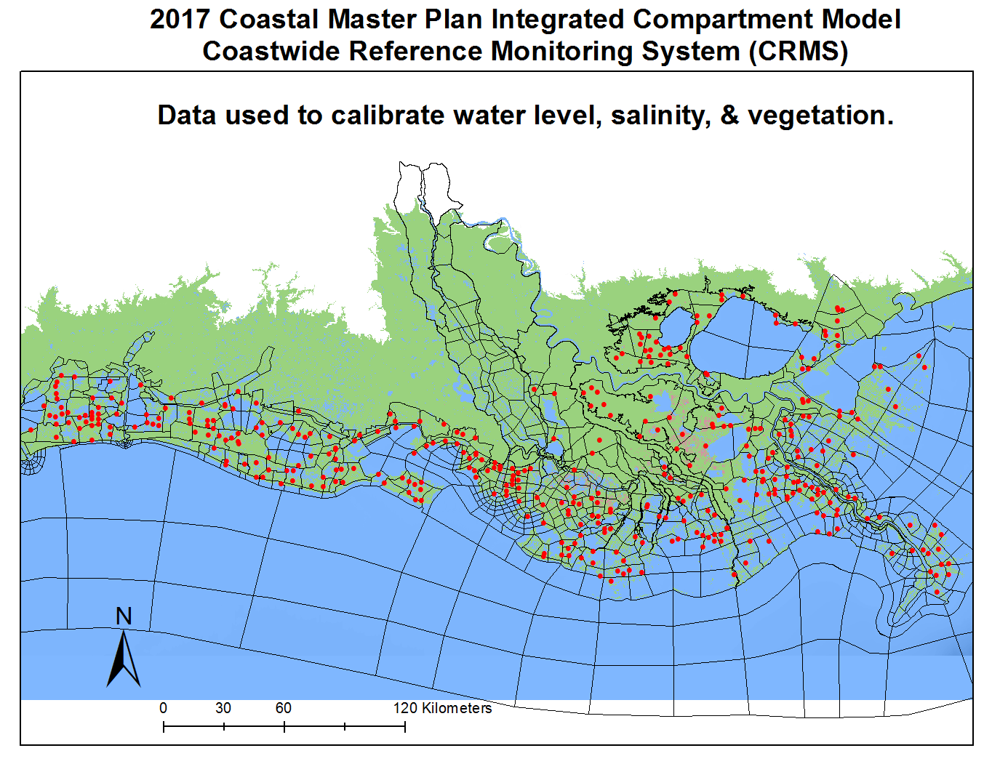 2017 Coastal Master Plan Integrated Compartment Model
Coastwide Reference Monitoring System (CRMS)
Data used to calibrate water level, salinity, & vegetation.
N
0 30 60 120 Kilometers